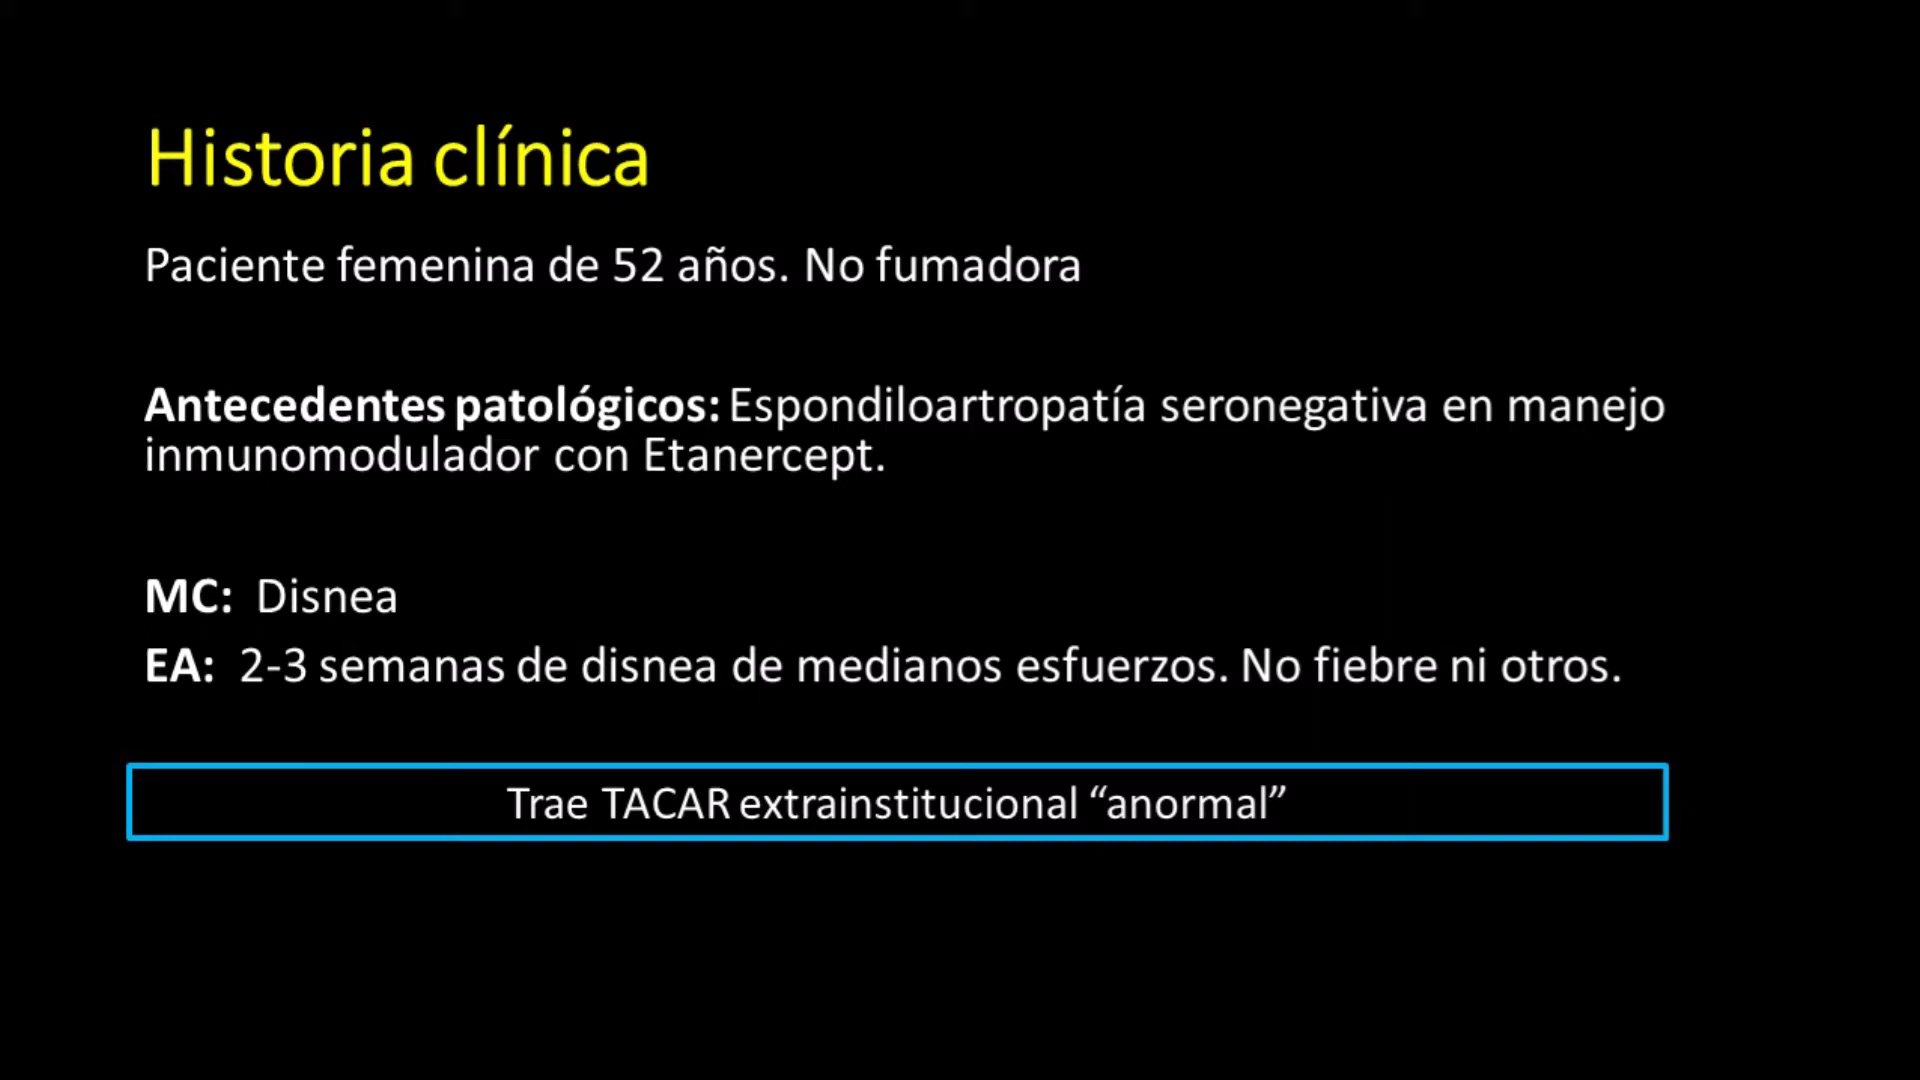 Historia clínica
Paciente femenina de 52 años. No fumadora
Antecedentes patológicos: Espondiloartropatía seronegativa en manejo
inmunomodulador con Etanercept.
MC: Disnea
EA: 2-3 semanas de disnea de medianos esfuerzos. No fiebre ni otros.
Trae TACAR extrainstitucional “anormal”